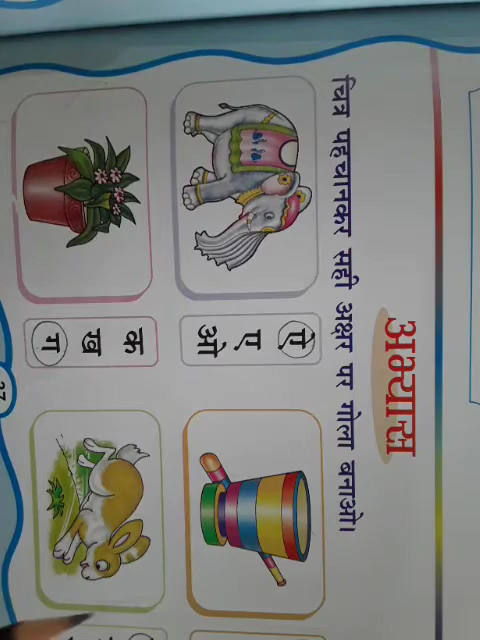 अभ्यास
चित्र पहचानकर सही अक्षर पर गोला बनाओ।
ऐ
ए
ओ
क
ख
ग